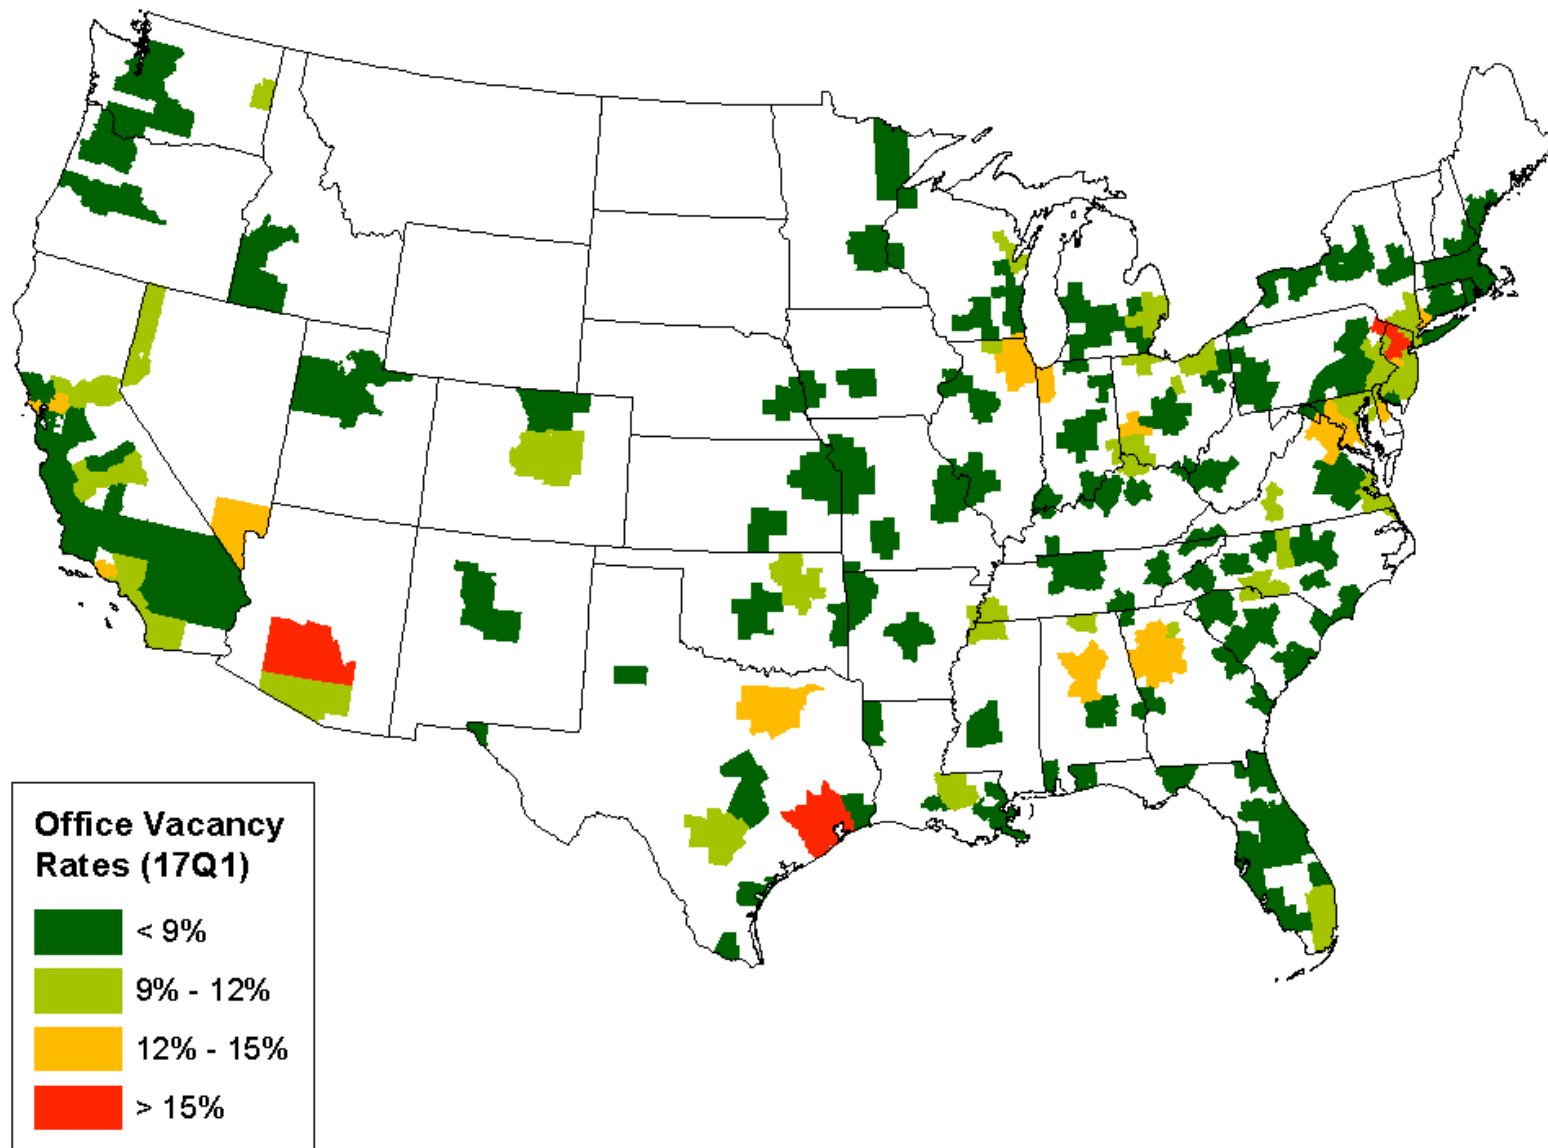 Office Vacancy
Rates (17Q1)
< 9%
9% - 12%
12% - 15%
> 15%